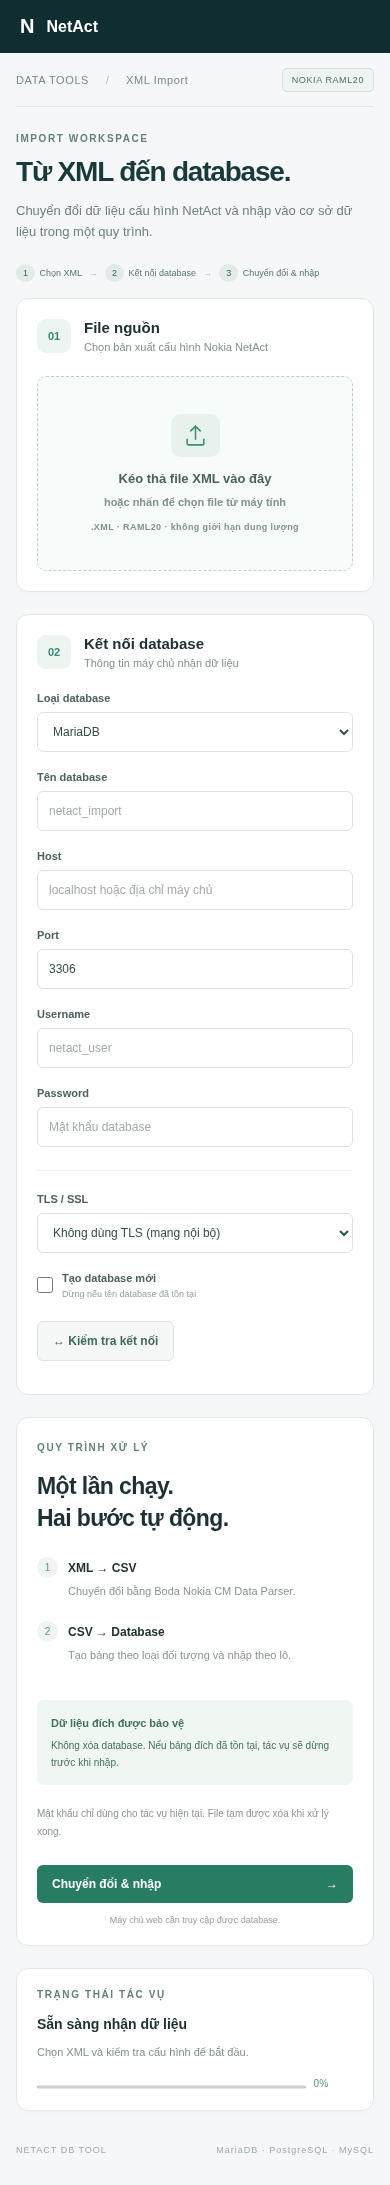 N NetAct
DATA TOOLS / XML Import NOKIA RAML20
IMPORT WORKSPACE
Từ XML đến database.
Chuyển đổi dữ liệu cấu hình NetAct và nhập vào cơ sở dữ
liệu trong một quy trình.
1 Chọn XML → 2 Kết nối database → 3 Chuyển đổi & nhập
01 File nguồn
Chọn bản xuất cấu hình Nokia NetAct
Kéo thả file XML vào đây
hoặc nhấn để chọn file từ máy tính
.XML · RAML20 · không giới hạn dung lượng
02 Kết nối database
Thông tin máy chủ nhận dữ liệu
Loại database
MariaDB
Tên database
netact_import
Host
localhost hoặc địa chỉ máy chủ
Port
3306
Username
netact_user
Password
Mật khẩu database
TLS / SSL
Không dùng TLS (mạng nội bộ)
Tạo database mới
Dừng nếu tên database đã tồn tại
↔ Kiểm tra kết nối
QUY TRÌNH XỬ LÝ
Một lần chạy.
Hai bước tự động.
1 XML → CSV
Chuyển đổi bằng Boda Nokia CM Data Parser.
2 CSV → Database
Tạo bảng theo loại đối tượng và nhập theo lô.
Dữ liệu đích được bảo vệ
Không xóa database. Nếu bảng đích đã tồn tại, tác vụ sẽ dừng
trước khi nhập.
Mật khẩu chỉ dùng cho tác vụ hiện tại. File tạm được xóa khi xử lý
xong.
Chuyển đổi & nhập →
Máy chủ web cần truy cập được database.
TRẠNG THÁI TÁC VỤ
Sẵn sàng nhận dữ liệu
Chọn XML và kiểm tra cấu hình để bắt đầu.
0%
NETACT DB TOOL MariaDB · PostgreSQL · MySQL